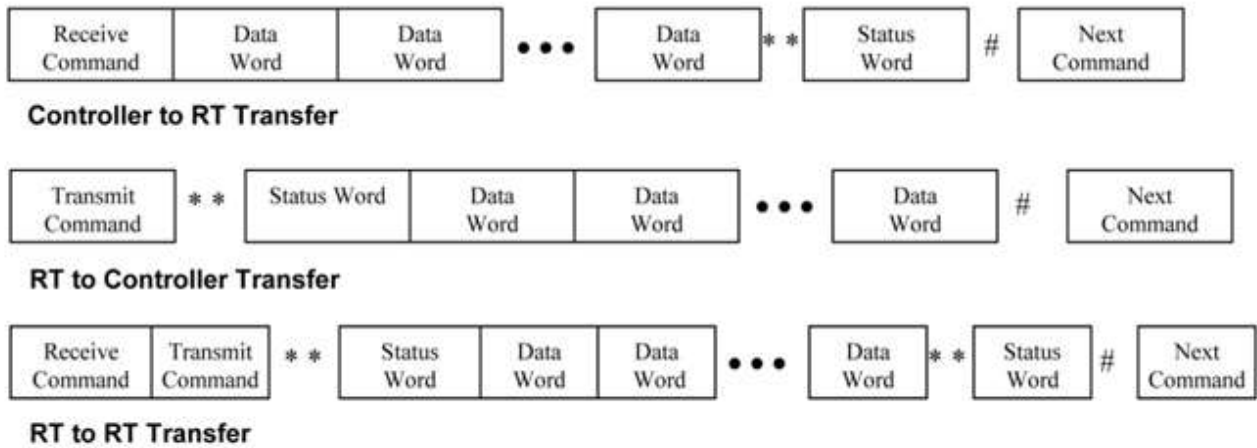 Receive Command Data Word Data Word ••• Data Word ** Status Word # Next Command
Controller to RT Transfer
Transmit Command ** Status Word Data Word Data Word ••• Data Word # Next Command
RT to Controller Transfer
Receive Command Transmit Command ** Status Word Data Word Data Word ••• Data Word ** Status Word # Next Command
RT to RT Transfer